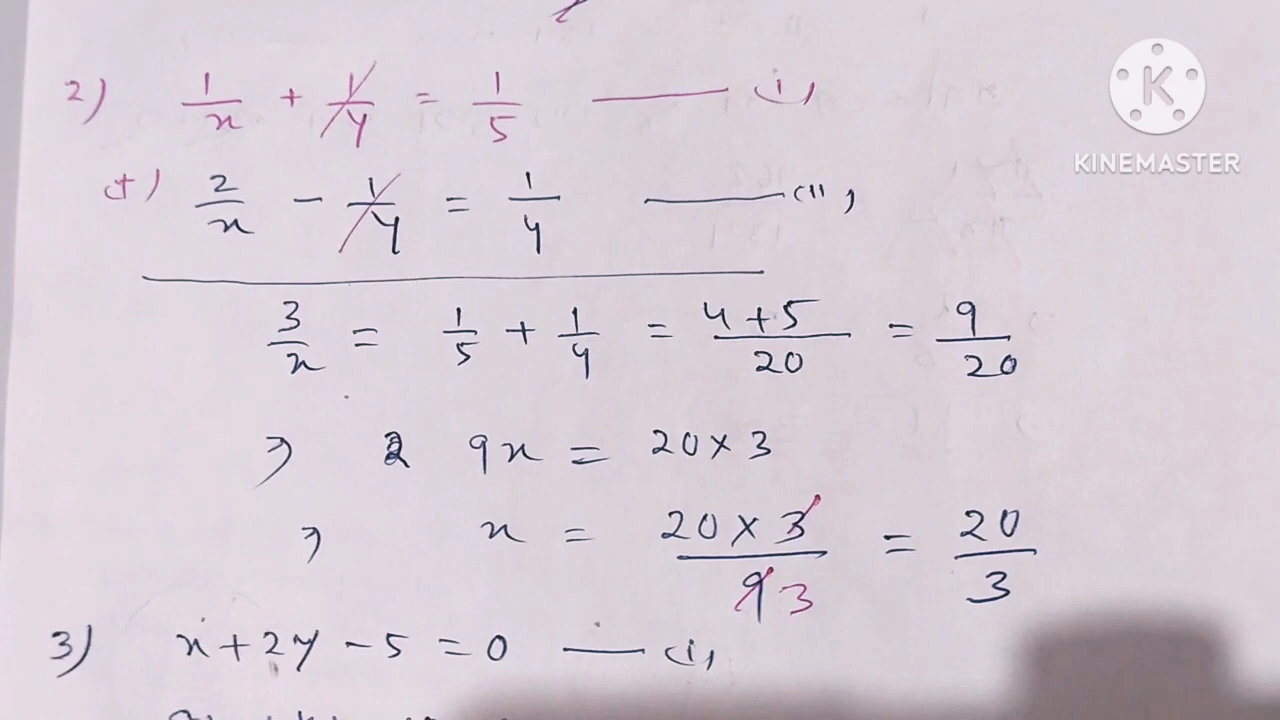 2) 1/x + 1/y = 1/5 —— (i)
K
KINEMASTER
(+) 2/x - 1/y = 1/4 —— (ii)
3/x = 1/5 + 1/4 = 4+5/20 = 9/20
⇒ 9x = 20×3
⇒ x = 20×3/9 3 = 20/3
3) x+2y-5=0 —— (i)